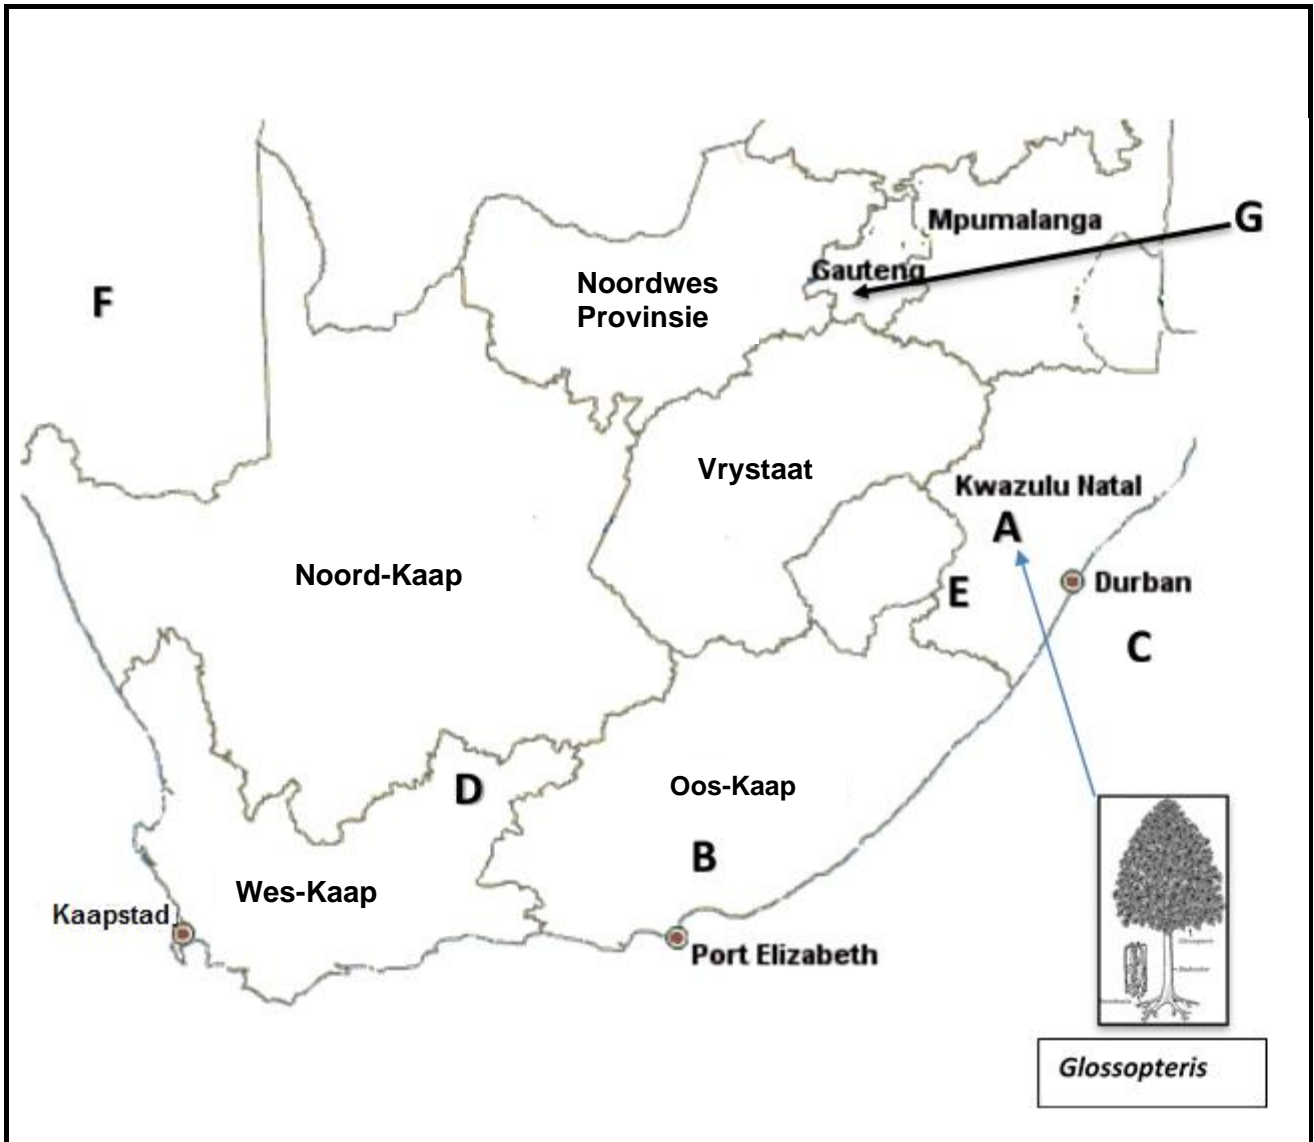 Mpumalanga
G
Gauteng
F
Noordwes
Provinsie
Vrystaat
Kwazulu Natal
A
Noord-Kaap
E
Durban
C
D
Oos-Kaap
B
Wes-Kaap
Kaapstad
Port Elizabeth
Glossopteris